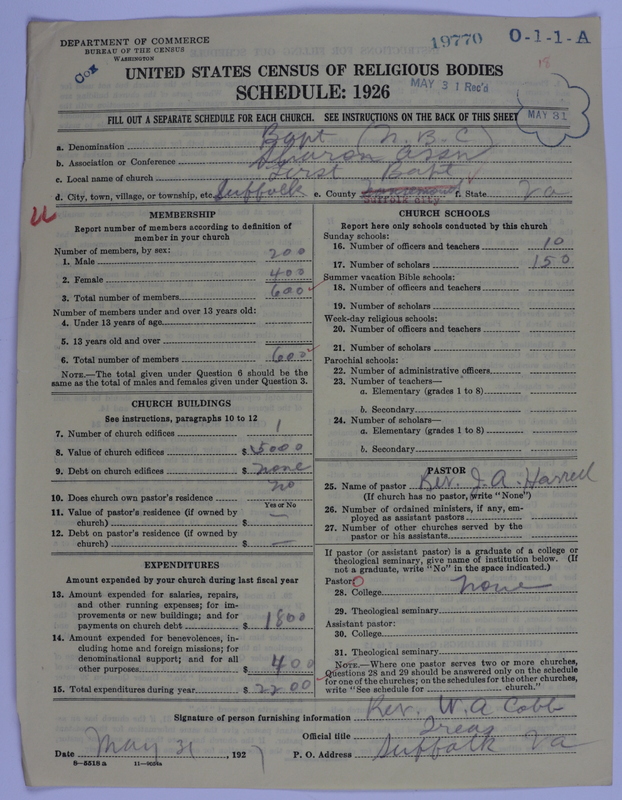 DEPARTMENT OF COMMERCE
BUREAU OF THE CENSUS
WASHINGTON
Cox
19770
O-1-1-A
18
UNITED STATES CENSUS OF RELIGIOUS BODIES
SCHEDULE: 1926
MAY 31 Rec'd
MAY 31
FILL OUT A SEPARATE SCHEDULE FOR EACH CHURCH. SEE INSTRUCTIONS ON THE BACK OF THIS SHEET
a. Denomination Bapt (N.B.C)
b. Association or Conference Sharon Assn
c. Local name of church First Bapt
d. City, town, village, or township, etc. Suffolk e. County Suffolk City f. State Va
MEMBERSHIP
Report number of members according to definition of
member in your church
Number of members, by sex:
1. Male 200
2. Female 400
3. Total number of members 600
Number of members under and over 13 years old:
4. Under 13 years of age
5. 13 years old and over
6. Total number of members 600
NOTE.—The total given under Question 6 should be the
same as the total of males and females given under Question 3.
CHURCH BUILDINGS
See instructions, paragraphs 10 to 12
7. Number of church edifices 1
8. Value of church edifices $5000
9. Debt on church edifices $none
10. Does church own pastor's residence no
Yes or No
11. Value of pastor's residence (if owned by
church) $ —
12. Debt on pastor's residence (if owned by
church) $ —
EXPENDITURES
Amount expended by your church during last fiscal year
13. Amount expended for salaries, repairs,
and other running expenses; for im-
provements or new buildings; and for
payments on church debt $1800
14. Amount expended for benevolences, in-
cluding home and foreign missions; for
denominational support; and for all
other purposes $400
15. Total expenditures during year $2200
CHURCH SCHOOLS
Report here only schools conducted by this church
Sunday schools:
16. Number of officers and teachers 10
17. Number of scholars 150
Summer vacation Bible schools:
18. Number of officers and teachers
19. Number of scholars
Week-day religious schools:
20. Number of officers and teachers
21. Number of scholars
Parochial schools:
22. Number of administrative officers
23. Number of teachers—
a. Elementary (grades 1 to 8)
b. Secondary
24. Number of scholars—
a. Elementary (grades 1 to 8)
b. Secondary
PASTOR
25. Name of pastor Rev. J. A. Harrell
(If church has no pastor, write "None")
26. Number of ordained ministers, if any, em-
ployed as assistant pastors
27. Number of other churches served by the
pastor or his assistants
If pastor (or assistant pastor) is a graduate of a college or
theological seminary, give name of institution below. (If
not a graduate, write "No" in the space indicated.)
Pastor:
28. College none
29. Theological seminary
Assistant pastor:
30. College
31. Theological seminary
NOTE.—Where one pastor serves two or more churches,
Questions 28 and 29 should be answered only on the schedule
for one of the churches; on the schedules for the other churches,
write "See schedule for church."
Signature of person furnishing information Rev. W. A Cobb
Official title Treas
Date May 31, 1927 P. O. Address Suffolk Va
8—5518 a 11—9054a